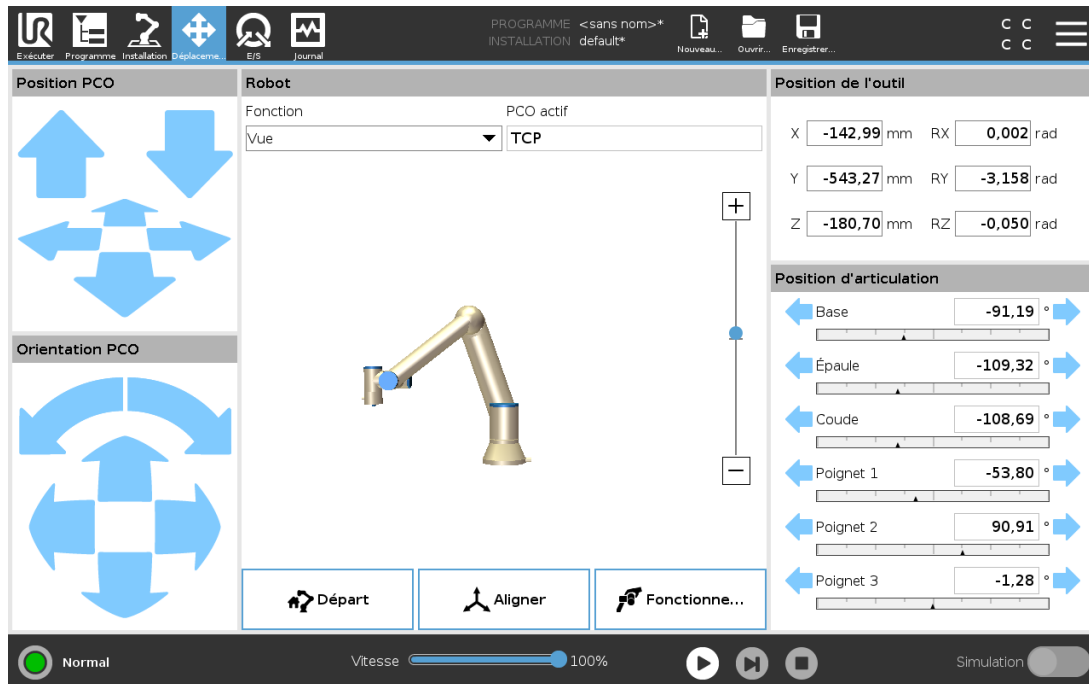 PROGRAMME <sans nom>*
INSTALLATION default*
C C
C C
Exécuter Programme Installation Déplaceme... E/S Journal Nouveau... Ouvrir... Enregistrer...
Position PCO
Orientation PCO
Robot
Fonction PCO actif
Vue TCP
+
−
Départ Aligner Fonctionne...
Position de l'outil
X -142,99 mm RX 0,002 rad
Y -543,27 mm RY -3,158 rad
Z -180,70 mm RZ -0,050 rad
Position d'articulation
Base -91,19 °
Épaule -109,32 °
Coude -108,69 °
Poignet 1 -53,80 °
Poignet 2 90,91 °
Poignet 3 -1,28 °
Normal Vitesse 100% Simulation